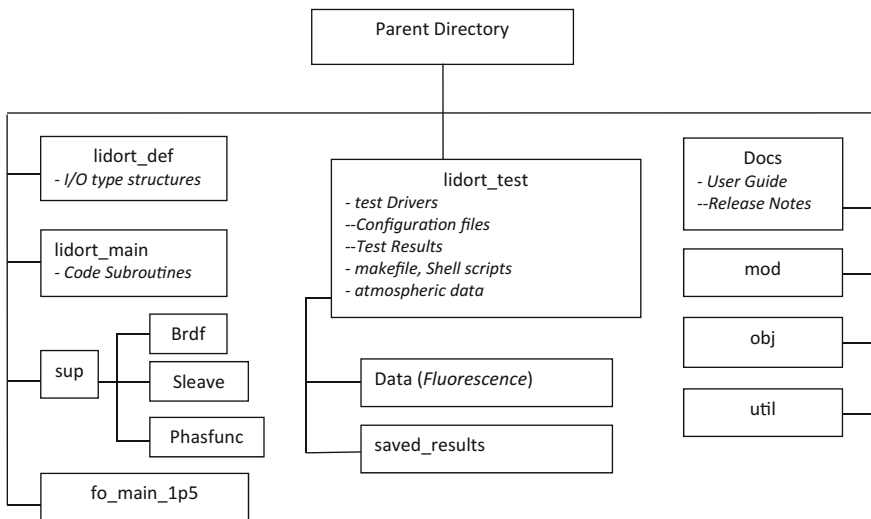 Parent Directory
lidort_def
- I/O type structures
lidort_main
- Code Subroutines
sup
Brdf
Sleave
Phasfunc
fo_main_1p5
lidort_test
- test Drivers
--Configuration files
--Test Results
- makefile, Shell scripts
- atmospheric data
Data (Fluorescence)
saved_results
Docs
- User Guide
--Release Notes
mod
obj
util